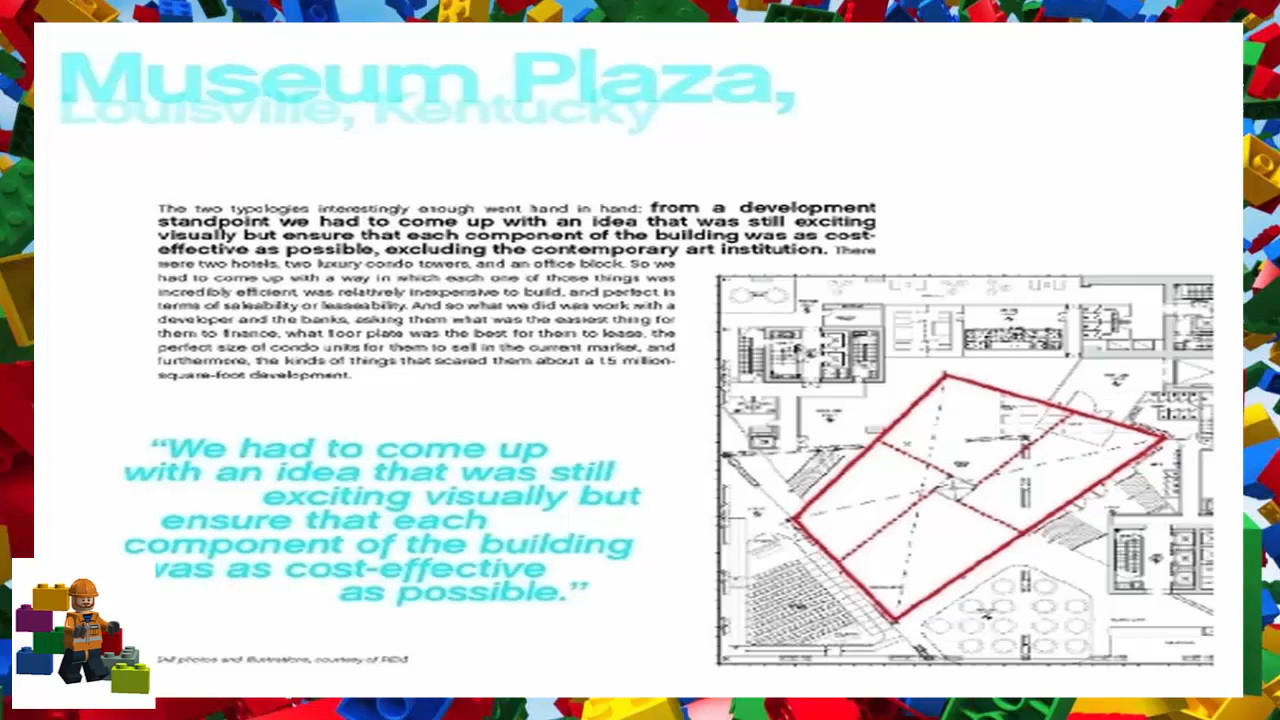 Museum Plaza,
Louisville, Kentucky
The two typologies interestingly enough went hand in hand: from a development
standpoint we had to come up with an idea that was still exciting
visually but ensure that each component of the building was as cost-
effective as possible, excluding the contemporary art institution. There
were two hotels, two luxury condo towers, and an office block. So we
had to come up with a way in which each one of those things was
incredibly efficient, was relatively inexpensive to build, and perfect in
terms of saleability or leaseability. And so what we did was work with a
developer and the banks, asking them what was the easiest thing for
them to finance, what floor plate was the best for them to lease, the
perfect size of condo units for them to sell in the current market, and
furthermore, the kinds of things that scared them about a 1.5 million-
square-foot development.
“We had to come up
with an idea that was still
exciting visually but
ensure that each
component of the building
was as cost-effective
as possible.”
All photos and illustrations, courtesy of